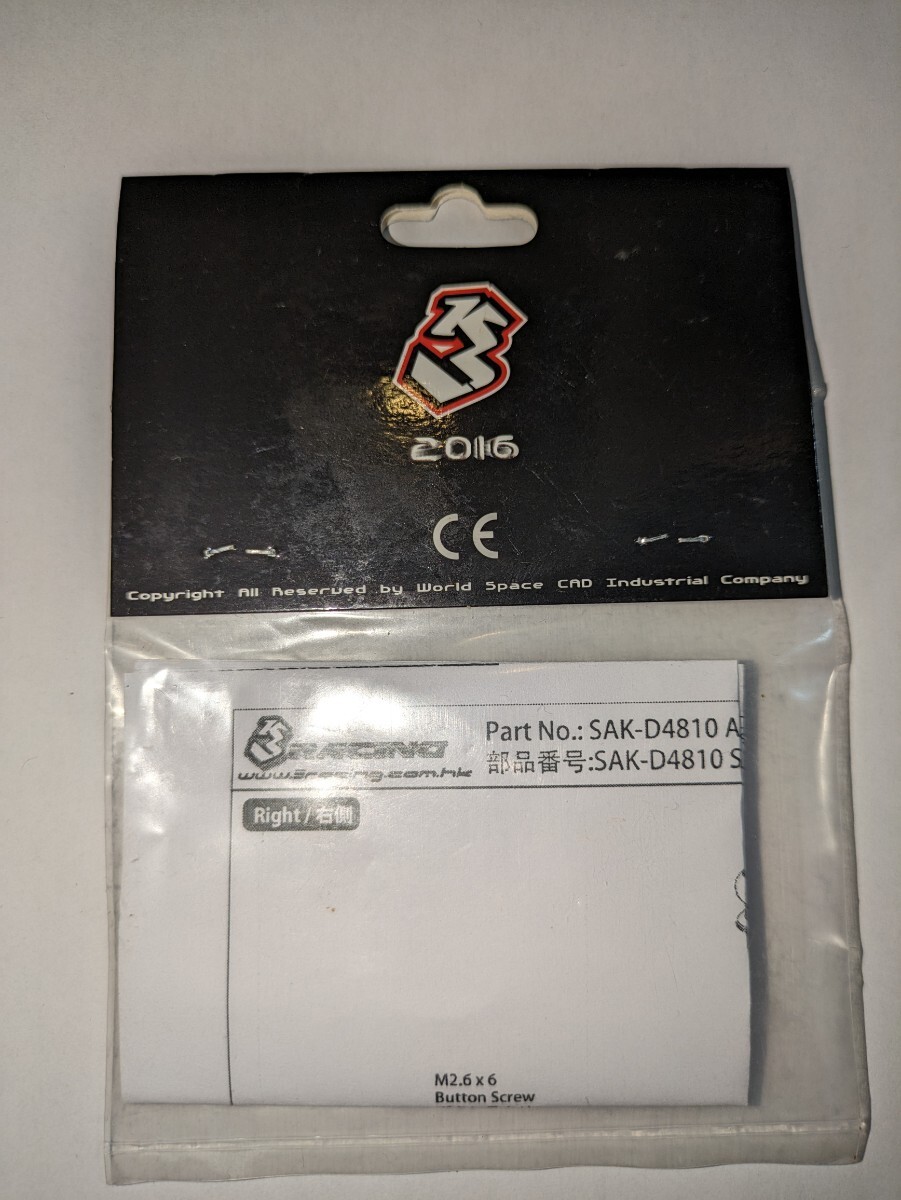 2016
CE
Copyright All Reserved by World Space CAD Industrial Company
3RACING
www.3racing.com.hk
Part No.: SAK-D4810 A
部品番号:SAK-D4810 S
Right / 右側
M2.6 x 6
Button Screw